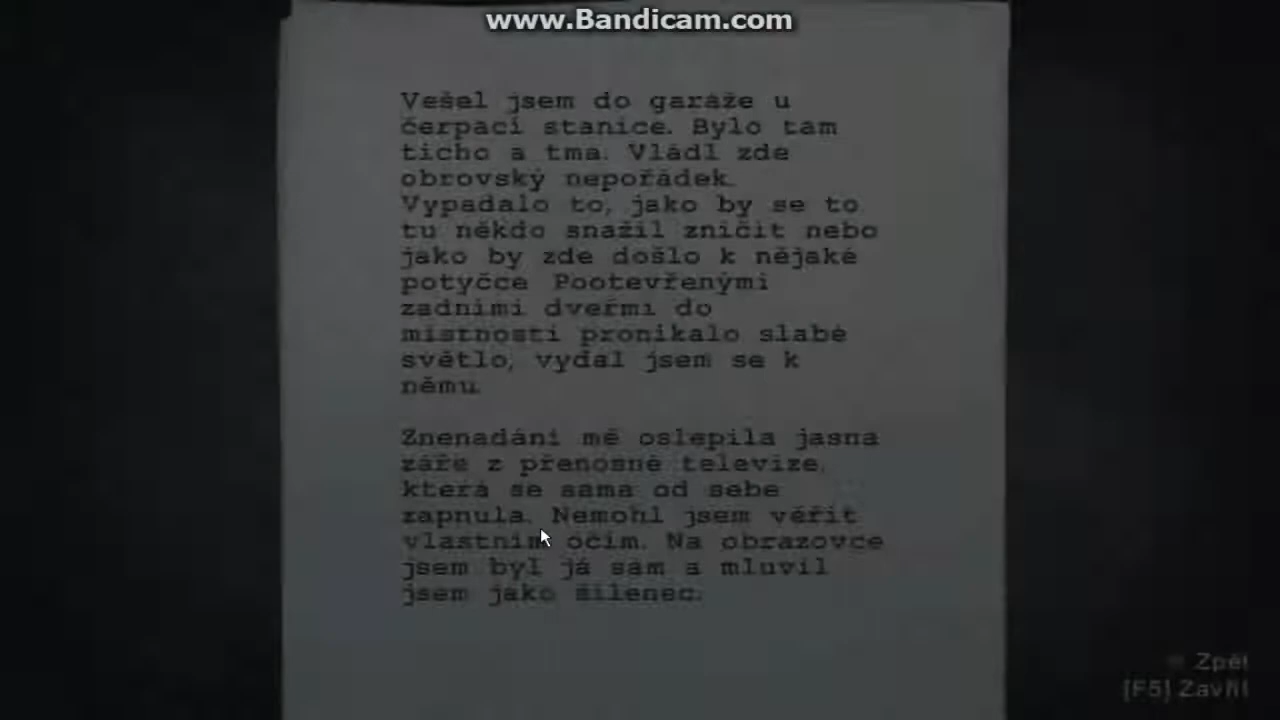 www.Bandicam.com
Vešel jsem do garáže u
čerpací stanice. Bylo tam
ticho a tma. Vládl zde
obrovský nepořádek.
Vypadalo to, jako by se to
tu někdo snažil zničit nebo
jako by zde došlo k nějaké
potyčce Pootevřenými
zadními dveřmi do
místnosti pronikalo slabé
světlo, vydal jsem se k
němu.
Znenadání mě oslepila jasná
záře z přenosné televize,
která se sama od sebe
zapnula. Nemohl jsem věřit
vlastním očím. Na obrazovce
jsem byl já sám a mluvil
jsem jako šílenec.
Zpět
[F5] Zavřít